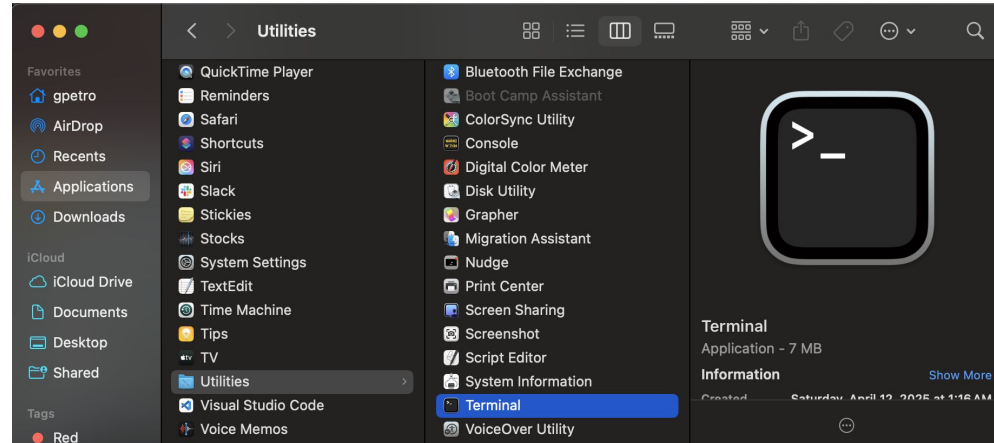 Utilities
Favorites
gpetro
AirDrop
Recents
Applications
Downloads
iCloud
iCloud Drive
Documents
Desktop
Shared
Tags
Red
QuickTime Player
Reminders
Safari
Shortcuts
Siri
Slack
Stickies
Stocks
System Settings
TextEdit
Time Machine
Tips
TV
Utilities
Visual Studio Code
Voice Memos
Bluetooth File Exchange
Boot Camp Assistant
ColorSync Utility
Console
Digital Color Meter
Disk Utility
Grapher
Migration Assistant
Nudge
Print Center
Screen Sharing
Screenshot
Script Editor
System Information
Terminal
VoiceOver Utility
>_
Terminal
Application - 7 MB
Information Show More
Created Saturday, April 12, 2025 at 1:16 AM